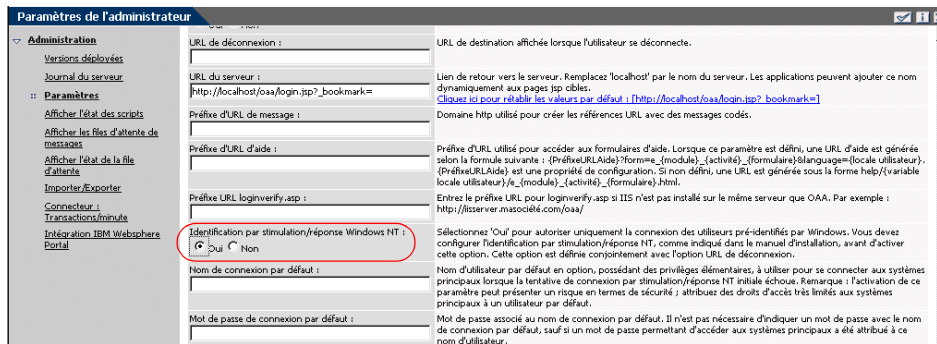 Paramètres de l'administrateur
Administration
Versions déployées
Journal du serveur
Paramètres
Afficher l'état des scripts
Afficher les files d'attente de
messages
Afficher l'état de la file
d'attente
Importer/Exporter
Connecteur :
Transactions/minute
Intégration IBM Websphere
Portal
URL de déconnexion :
URL de destination affichée lorsque l'utilisateur se déconnecte.
URL du serveur :
http://localhost/oaa/login.jsp?_bookmark=
Lien de retour vers le serveur. Remplacez 'localhost' par le nom du serveur. Les applications peuvent ajouter ce nom
dynamiquement aux pages jsp cibles.
Cliquez ici pour rétablir les valeurs par défaut : [http://localhost/oaa/login.jsp?_bookmark=]
Préfixe d'URL de message :
Domaine http utilisé pour créer les références URL avec des messages codés.
Préfixe d'URL d'aide :
Préfixe d'URL utilisé pour accéder aux formulaires d'aide. Lorsque ce paramètre est défini, une URL d'aide est générée
selon la formule suivante : {PréfixeURLAide}?form=e_{module}_{activité}_{formulaire}&language={locale utilisateur}.
{PréfixeURLAide} est une propriété de configuration. Si non défini, une URL est générée sous la forme help/{variable
locale utilisateur}/e_{module}_{activité}_{formulaire}.html.
Préfixe URL loginverify.asp :
Entrez le préfixe URL pour loginverify.asp si IIS n'est pas installé sur le même serveur que OAA. Par exemple :
http://iisserver.masociété.com/oaa/
Identification par stimulation/réponse Windows NT :
Oui Non
Sélectionnez 'Oui' pour autoriser uniquement la connexion des utilisateurs pré-identifiés par Windows. Vous devez
configurer l'identification par stimulation/réponse NT, comme indiqué dans le manuel d'installation, avant d'activer
cette option. Cette option est définie conjointement avec l'option URL de déconnexion.
Nom de connexion par défaut :
Nom d'utilisateur par défaut en option, possédant des privilèges élémentaires, à utiliser pour se connecter aux systèmes
principaux lorsque la tentative de connexion par stimulation/réponse NT initiale échoue. Remarque : l'activation de ce
paramètre peut présenter un risque en termes de sécurité ; attribuez des droits d'accès très limités aux systèmes
principaux à un utilisateur par défaut.
Mot de passe de connexion par défaut :
Mot de passe associé au nom de connexion par défaut. Il n'est pas nécessaire d'indiquer un mot de passe avec le nom
de connexion par défaut, sauf si un mot de passe permettant d'accéder aux systèmes principaux a été attribué à ce
nom d'utilisateur.